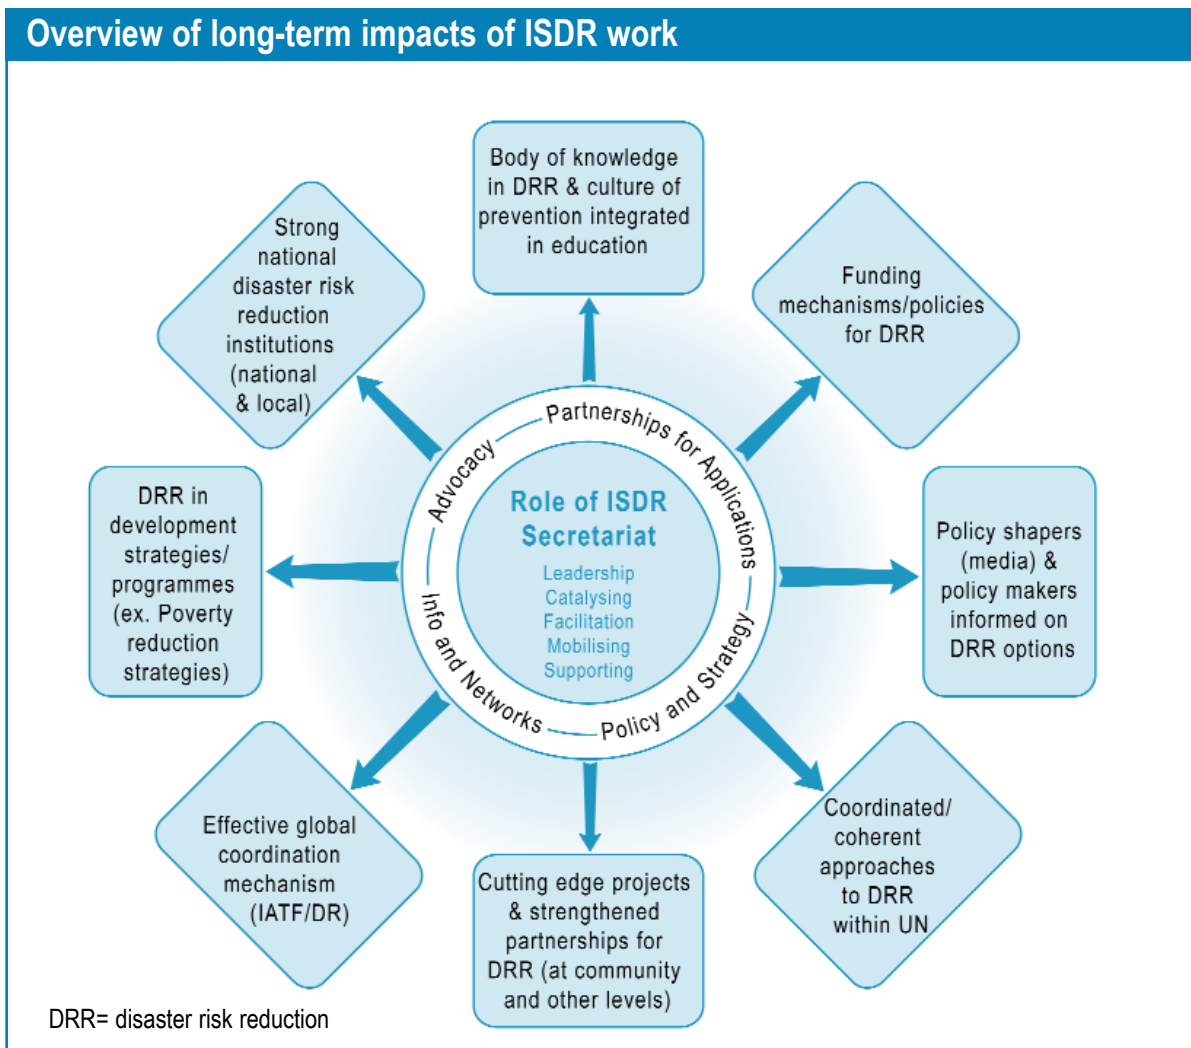 Overview of long-term impacts of ISDR work
Body of knowledge
in DRR & culture of
prevention integrated
in education
Funding
mechanisms/policies
for DRR
Policy shapers
(media) &
policy makers
informed on
DRR options
Coordinated/
coherent
approaches
to DRR
within UN
Cutting edge projects
& strengthened
partnerships for
DRR (at community
and other levels)
Effective global
coordination
mechanism
(IATF/DR)
DRR in
development
strategies/
programmes
(ex. Poverty
reduction
strategies)
Strong
national
disaster risk
reduction
institutions
(national
& local)
Advocacy
Partnerships for Applications
Policy and Strategy
Info and Networks
Role of ISDR
Secretariat
Leadership
Catalysing
Facilitation
Mobilising
Supporting
DRR= disaster risk reduction